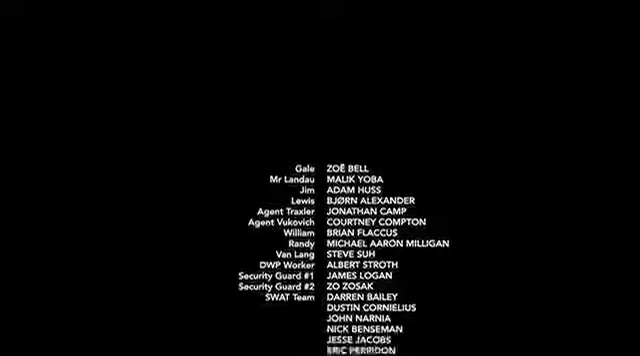 Gale ZOË BELL
Mr Landau MALIK YOBA
Jim ADAM HUSS
Lewis BJØRN ALEXANDER
Agent Traxler JONATHAN CAMP
Agent Vukovich COURTNEY COMPTON
William BRIAN FLACCUS
Randy MICHAEL AARON MILLIGAN
Van Lang STEVE SUH
DWP Worker ALBERT STROTH
Security Guard #1 JAMES LOGAN
Security Guard #2 ZO ZOSAK
SWAT Team DARREN BAILEY
DUSTIN CORNIELIUS
JOHN NARNIA
NICK BENSEMAN
JESSE JACOBS
ERIC